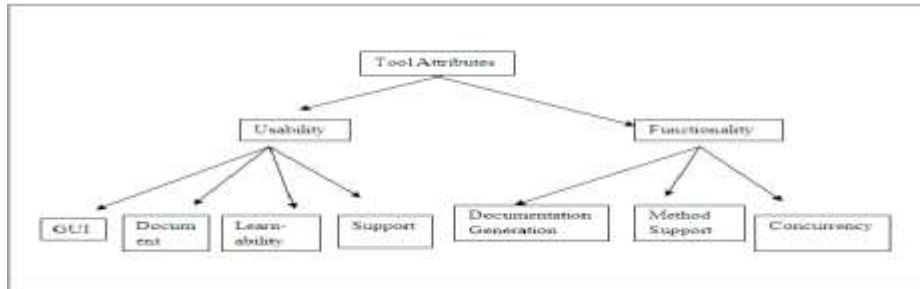 Tool Attributes
Usability
Functionality
GUI
Docum
ent
Learn-
ability
Support
Documentation
Generation
Method
Support
Concurrency